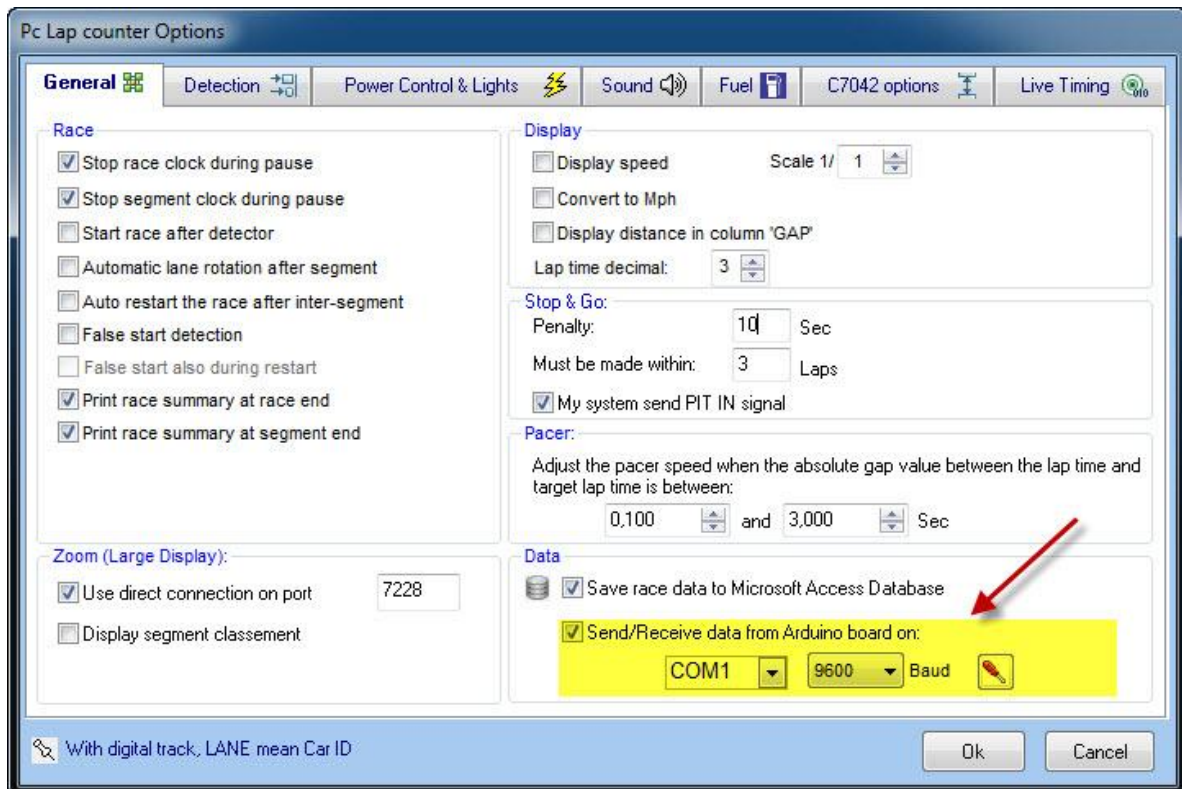 Pc Lap counter Options
General Detection Power Control & Lights Sound Fuel C7042 options Live Timing
Race
Stop race clock during pause
Stop segment clock during pause
Start race after detector
Automatic lane rotation after segment
Auto restart the race after inter-segment
False start detection
False start also during restart
Print race summary at race end
Print race summary at segment end
Display
Display speed Scale 1/ 1
Convert to Mph
Display distance in column 'GAP'
Lap time decimal: 3
Stop & Go:
Penalty: 10 Sec
Must be made within: 3 Laps
My system send PIT IN signal
Pacer:
Adjust the pacer speed when the absolute gap value between the lap time and
target lap time is between:
0,100 and 3,000 Sec
Zoom (Large Display):
Use direct connection on port 7228
Display segment classement
Data
Save race data to Microsoft Access Database
Send/Receive data from Arduino board on:
COM1 9600 Baud
With digital track, LANE mean Car ID
Ok Cancel